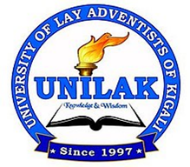 UNIVERSITY OF LAY ADVENTISTS OF KIGALI
UNILAK
Knowledge & Wisdom
Since 1997